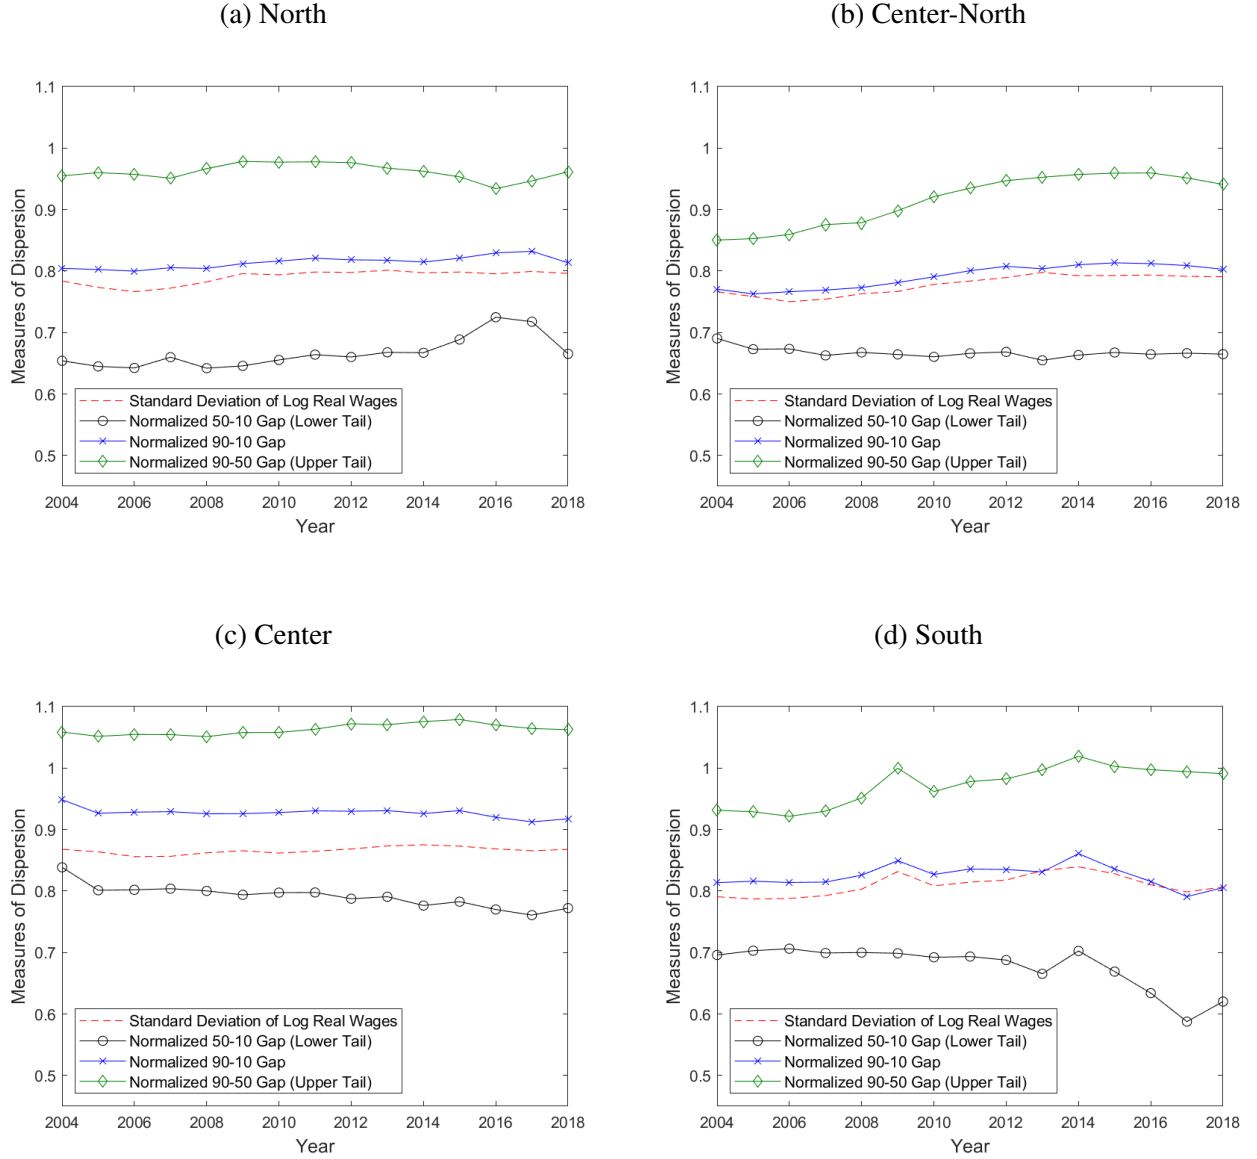 (a) North
Measures of Dispersion
1.1
1
0.9
0.8
0.7
0.6
0.5
Standard Deviation of Log Real Wages
Normalized 50-10 Gap (Lower Tail)
Normalized 90-10 Gap
Normalized 90-50 Gap (Upper Tail)
2004 2006 2008 2010 2012 2014 2016 2018
Year
(b) Center-North
Measures of Dispersion
1.1
1
0.9
0.8
0.7
0.6
0.5
Standard Deviation of Log Real Wages
Normalized 50-10 Gap (Lower Tail)
Normalized 90-10 Gap
Normalized 90-50 Gap (Upper Tail)
2004 2006 2008 2010 2012 2014 2016 2018
Year
(c) Center
Measures of Dispersion
1.1
1
0.9
0.8
0.7
0.6
0.5
Standard Deviation of Log Real Wages
Normalized 50-10 Gap (Lower Tail)
Normalized 90-10 Gap
Normalized 90-50 Gap (Upper Tail)
2004 2006 2008 2010 2012 2014 2016 2018
Year
(d) South
Measures of Dispersion
1.1
1
0.9
0.8
0.7
0.6
0.5
Standard Deviation of Log Real Wages
Normalized 50-10 Gap (Lower Tail)
Normalized 90-10 Gap
Normalized 90-50 Gap (Upper Tail)
2004 2006 2008 2010 2012 2014 2016 2018
Year